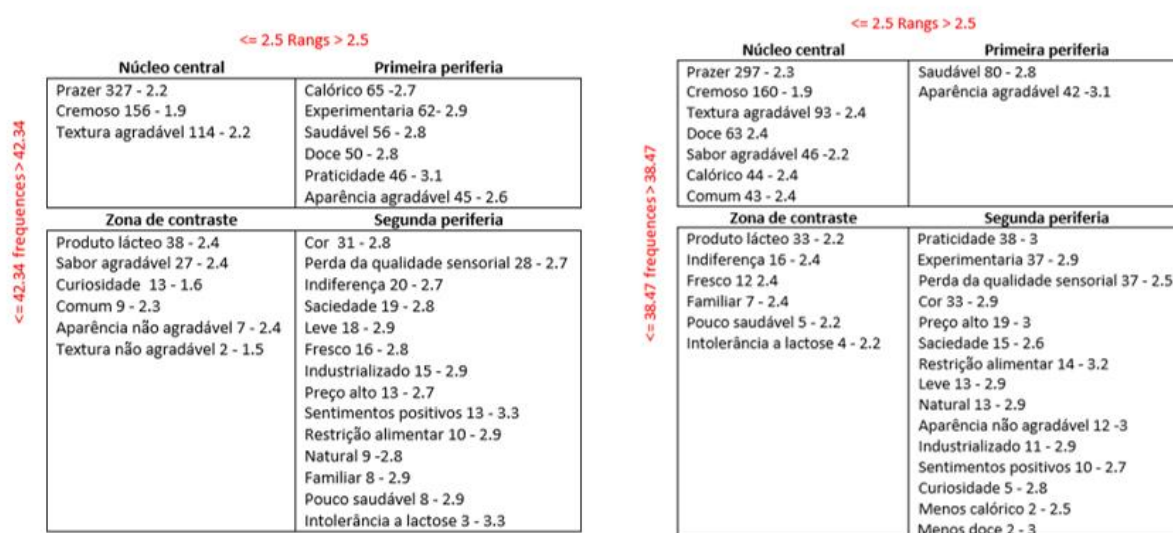 <= 2.5 Rangs > 2.5
Núcleo central Primeira periferia
Prazer 327 - 2.2
Cremoso 156 - 1.9
Textura agradável 114 - 2.2
Calórico 65 -2.7
Experimentaria 62- 2.9
Saudável 56 - 2.8
Doce 50 - 2.8
Praticidade 46 - 3.1
Aparência agradável 45 - 2.6
<= 42.34 frequences > 42.34
Zona de contraste Segunda periferia
Produto lácteo 38 - 2.4
Sabor agradável 27 - 2.4
Curiosidade 13 - 1.6
Comum 9 - 2.3
Aparência não agradável 7 - 2.4
Textura não agradável 2 - 1.5
Cor 31 - 2.8
Perda da qualidade sensorial 28 - 2.7
Indiferença 20 - 2.7
Saciedade 19 - 2.8
Leve 18 - 2.9
Fresco 16 - 2.8
Industrializado 15 - 2.9
Preço alto 13 - 2.7
Sentimentos positivos 13 - 3.3
Restrição alimentar 10 - 2.9
Natural 9 -2.8
Familiar 8 - 2.9
Pouco saudável 8 - 2.9
Intolerância a lactose 3 - 3.3
<= 2.5 Rangs > 2.5
Núcleo central Primeira periferia
Prazer 297 - 2.3
Cremoso 160 - 1.9
Textura agradável 93 - 2.4
Doce 63 2.4
Sabor agradável 46 -2.2
Calórico 44 - 2.4
Comum 43 - 2.4
Saudável 80 - 2.8
Aparência agradável 42 -3.1
<= 38.47 frequences > 38.47
Zona de contraste Segunda periferia
Produto lácteo 33 - 2.2
Indiferença 16 - 2.4
Fresco 12 2.4
Familiar 7 - 2.4
Pouco saudável 5 - 2.2
Intolerância a lactose 4 - 2.2
Praticidade 38 - 3
Experimentaria 37 - 2.9
Perda da qualidade sensorial 37 - 2.5
Cor 33 - 2.9
Preço alto 19 - 3
Saciedade 15 - 2.6
Restrição alimentar 14 - 3.2
Leve 13 - 2.9
Natural 13 - 2.9
Aparência não agradável 12 -3
Industrializado 11 - 2.9
Sentimentos positivos 10 - 2.7
Curiosidade 5 - 2.8
Menos calórico 2 - 2.5
Menos doce 2 - 3